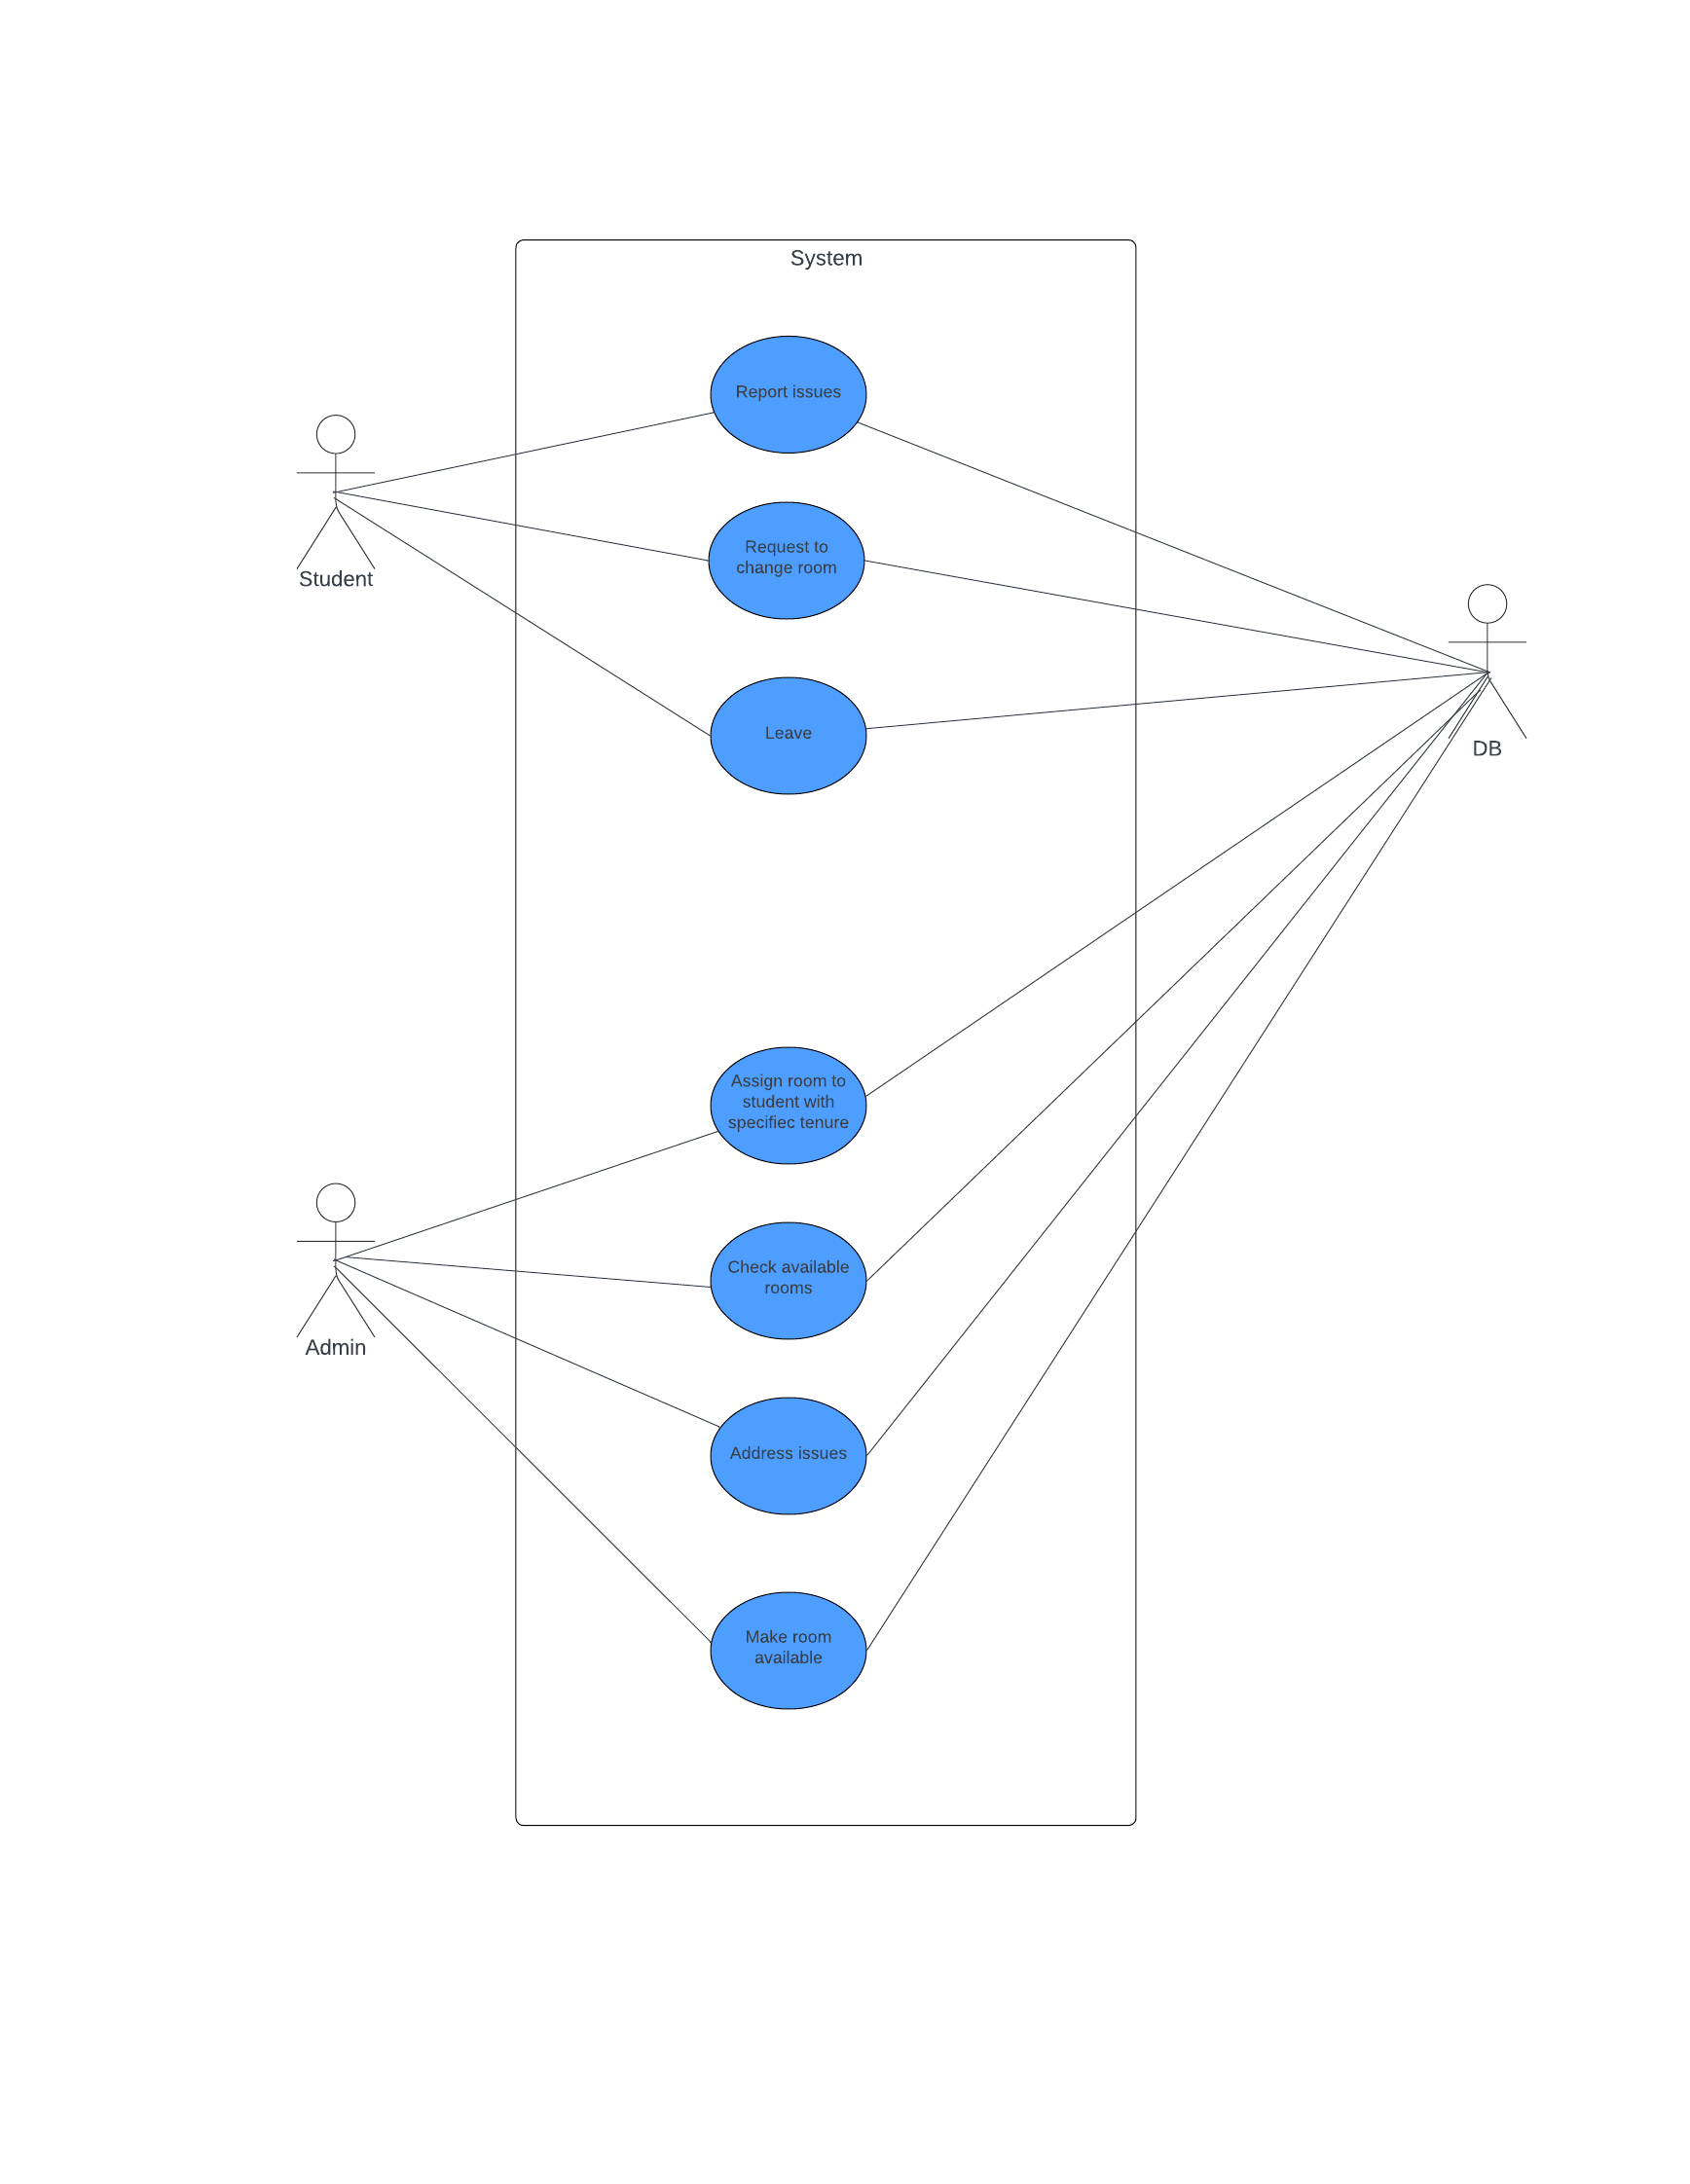 System
Report issues
Student
Request to
change room
DB
Leave
Assign room to
student with
specifiec tenure
Admin
Check available
rooms
Address issues
Make room
available